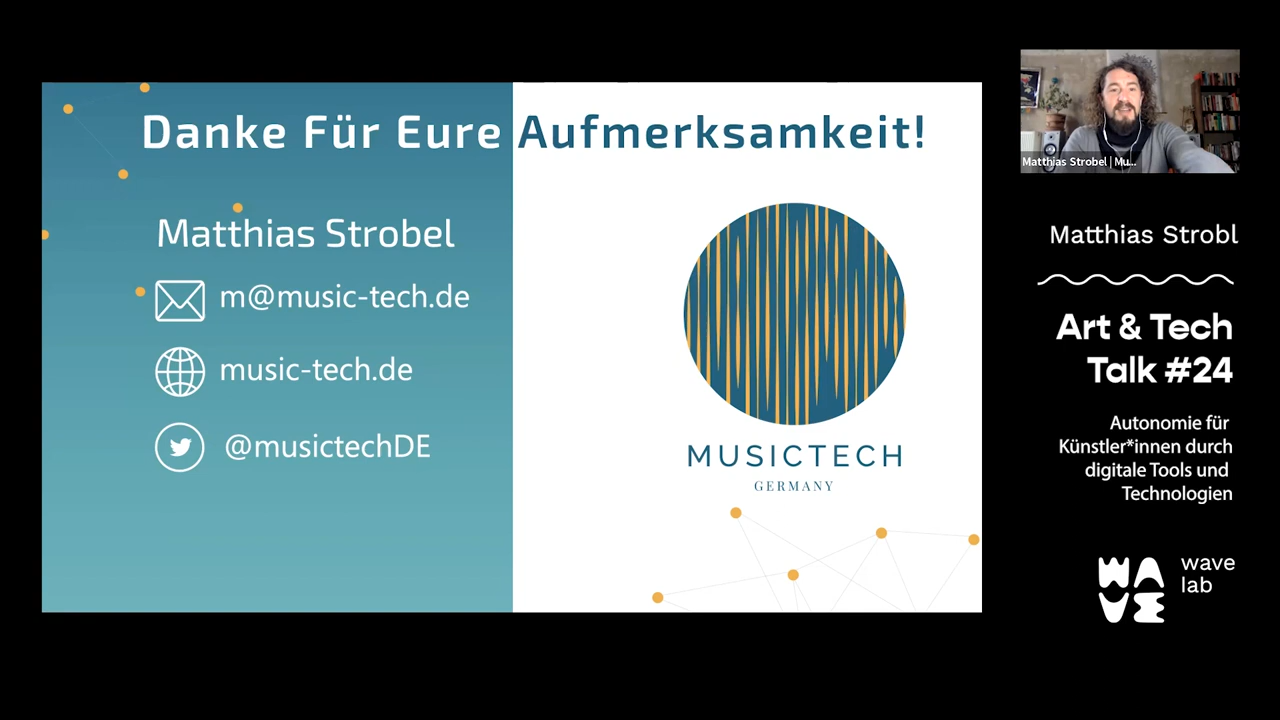 Danke Für Eure Aufmerksamkeit!
Matthias Strobel
m@music-tech.de
music-tech.de
@musictechDE
MUSICTECH
GERMANY
Matthias Strobel | Mu...
Matthias Strobl
Art & Tech
Talk #24
Autonomie für
Künstler*innen durch
digitale Tools und
Technologien
WAVE
wave
lab